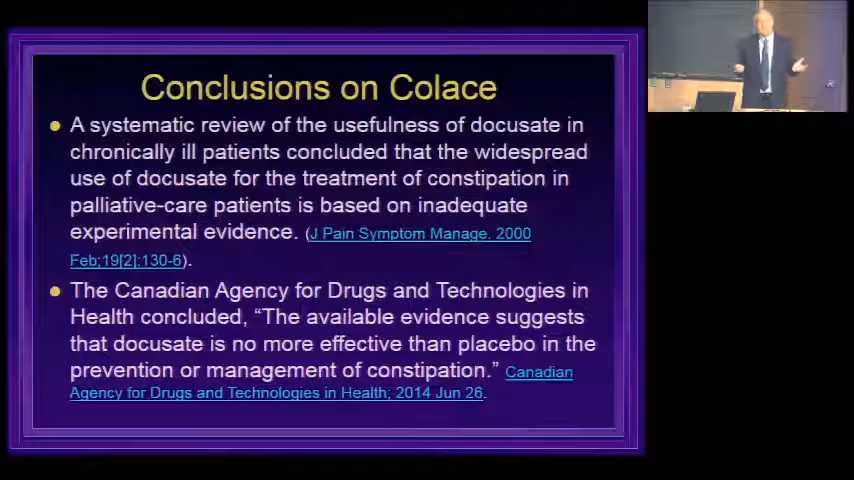 Conclusions on Colace
A systematic review of the usefulness of docusate in
chronically ill patients concluded that the widespread
use of docusate for the treatment of constipation in
palliative-care patients is based on inadequate
experimental evidence. (J Pain Symptom Manage. 2000
Feb;19[2]:130-6).
The Canadian Agency for Drugs and Technologies in
Health concluded, “The available evidence suggests
that docusate is no more effective than placebo in the
prevention or management of constipation.” Canadian
Agency for Drugs and Technologies in Health; 2014 Jun 26.